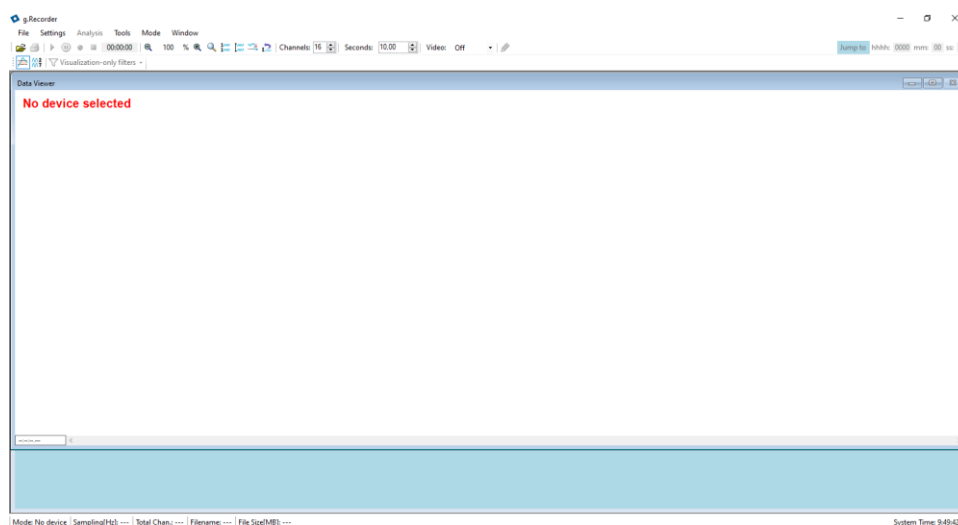 g.Recorder
File Settings Analysis Tools Mode Window
00:00:00 100 % Channels: 16 Seconds: 10,00 Video: Off Jump to hhhh: 0000 mm: 00 ss:
Visualization-only filters
Data Viewer
No device selected
--:--:--.---
Mode: No device Sampling[Hz]: --- Total Chan.: --- Filename: --- File Size[MB]: --- System Time: 9:49:42